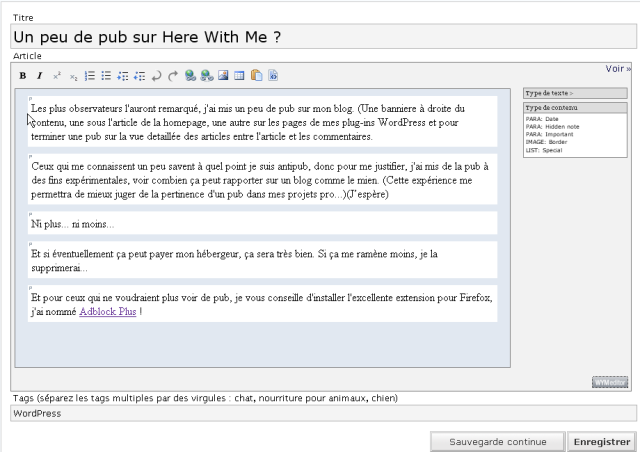 Titre
Un peu de pub sur Here With Me ?
Article
Voir »
B I x² x₂
Type de texte >
Type de contenu
PARA: Date
PARA: Hidden note
PARA: Important
IMAGE: Border
LIST: Special
P
Les plus observateurs l'auront remarqué, j'ai mis un peu de pub sur mon blog. (Une banniere à droite du
contenu, une sous l'article de la homepage, une autre sur les pages de mes plug-ins WordPress et pour
terminer une pub sur la vue detaillée des articles entre l'article et les commentaires.
P
Ceux qui me connaissent un peu savent à quel point je suis antipub, donc pour me justifier, j'ai mis de la pub à
des fins expérimentales, voir combien ça peut rapporter sur un blog comme le mien. (Cette expérience me
permettra de mieux juger de la pertinence d'un pub dans mes projets pro...)(J'espère)
P
Ni plus... ni moins...
P
Et si éventuellement ça peut payer mon hébergeur, ça sera très bien. Si ça me ramène moins, je la
supprimerai...
P
Et pour ceux qui ne voudraient plus voir de pub, je vous conseille d'installer l'excellente extension pour Firefox,
j'ai nommé Adblock Plus !
WYMeditor
Tags (séparez les tags multiples par des virgules : chat, nourriture pour animaux, chien)
WordPress
Sauvegarde continue
Enregistrer